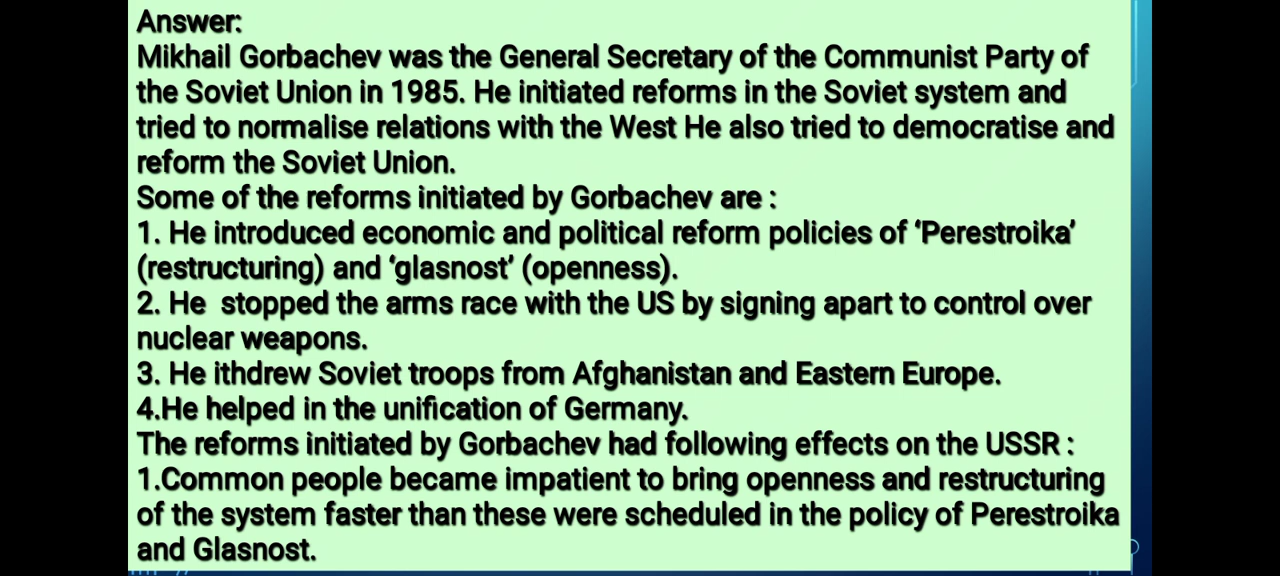 Answer:
Mikhail Gorbachev was the General Secretary of the Communist Party of
the Soviet Union in 1985. He initiated reforms in the Soviet system and
tried to normalise relations with the West He also tried to democratise and
reform the Soviet Union.
Some of the reforms initiated by Gorbachev are :
1. He introduced economic and political reform policies of ‘Perestroika’
(restructuring) and ‘glasnost’ (openness).
2. He  stopped the arms race with the US by signing apart to control over
nuclear weapons.
3. He ithdrew Soviet troops from Afghanistan and Eastern Europe.
4.He helped in the unification of Germany.
The reforms initiated by Gorbachev had following effects on the USSR :
1.Common people became impatient to bring openness and restructuring
of the system faster than these were scheduled in the policy of Perestroika
and Glasnost.